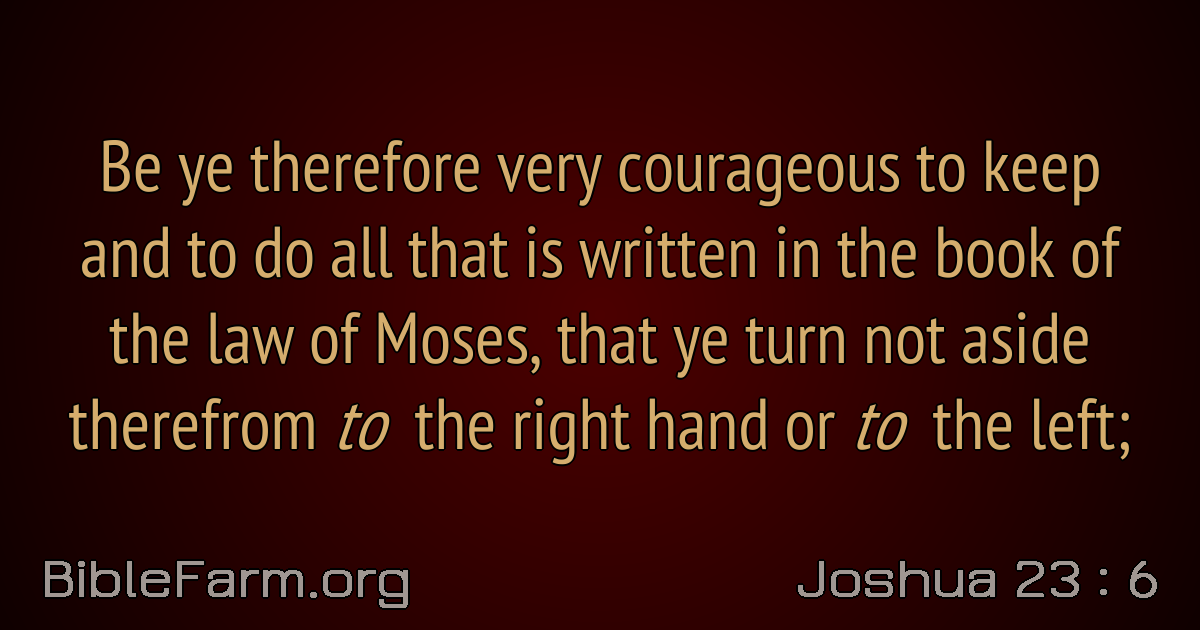 Be ye therefore very courageous to keep
and to do all that is written in the book of
the law of Moses, that ye turn not aside
therefrom to the right hand or to the left;
BibleFarm.org
Joshua 23 : 6